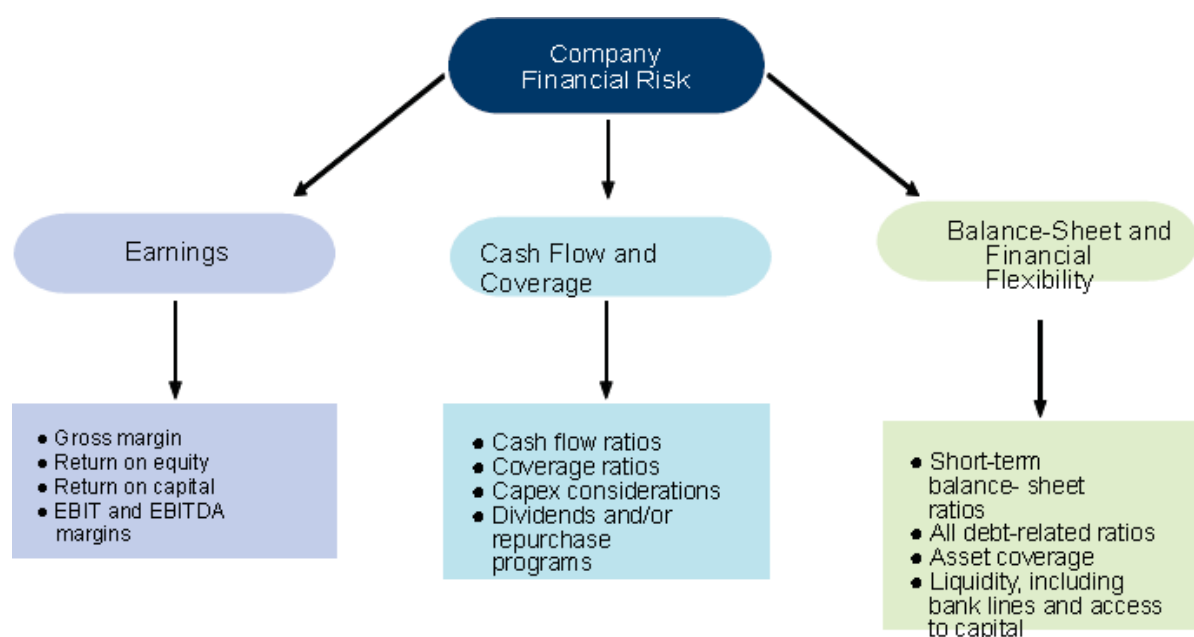 Company
Financial Risk
Earnings
Cash Flow and
Coverage
Balance-Sheet and
Financial
Flexibility
● Gross margin
● Return on equity
● Return on capital
● EBIT and EBITDA
margins
● Cash flow ratios
● Coverage ratios
● Capex considerations
● Dividends and/or
repurchase
programs
● Short-term
balance- sheet
ratios
● All debt-related ratios
● Asset coverage
● Liquidity, including
bank lines and access
to capital